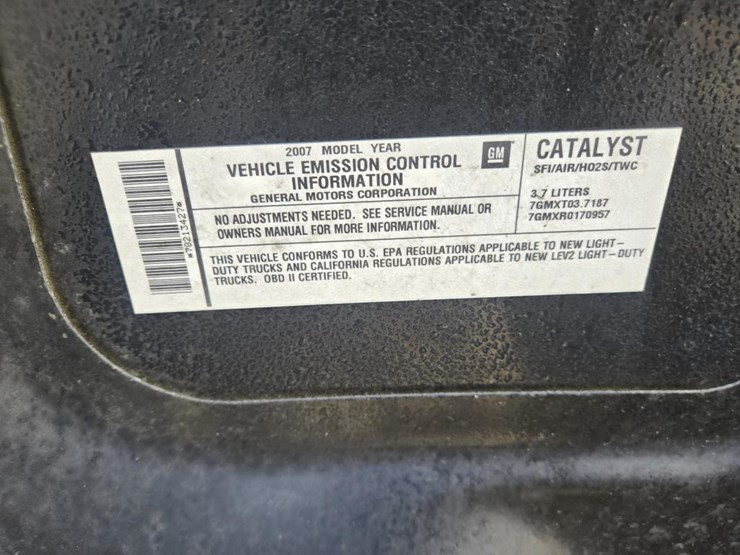 2007 MODEL YEAR
VEHICLE EMISSION CONTROL
INFORMATION
GENERAL MOTORS CORPORATION
GM
CATALYST
SFI/AIR/HO2S/TWC
3.7 LITERS
7GMXT03.7187
7GMXR0170957
NO ADJUSTMENTS NEEDED. SEE SERVICE MANUAL OR
OWNERS MANUAL FOR MORE INFORMATION.
THIS VEHICLE CONFORMS TO U.S. EPA REGULATIONS APPLICABLE TO NEW LIGHT-
DUTY TRUCKS AND CALIFORNIA REGULATIONS APPLICABLE TO NEW LEV2 LIGHT-DUTY
TRUCKS. OBD II CERTIFIED.